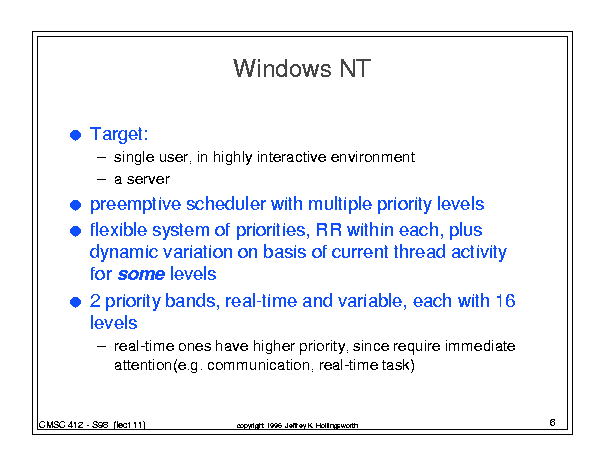 Windows NT
● Target:
– single user, in highly interactive environment
– a server
● preemptive scheduler with multiple priority levels
● flexible system of priorities, RR within each, plus
dynamic variation on basis of current thread activity
for some levels
● 2 priority bands, real-time and variable, each with 16
levels
– real-time ones have higher priority, since require immediate
attention(e.g. communication, real-time task)
CMSC 412 - S98 (lect 11)
copyright 1996 Jeffrey K. Hollingsworth
6